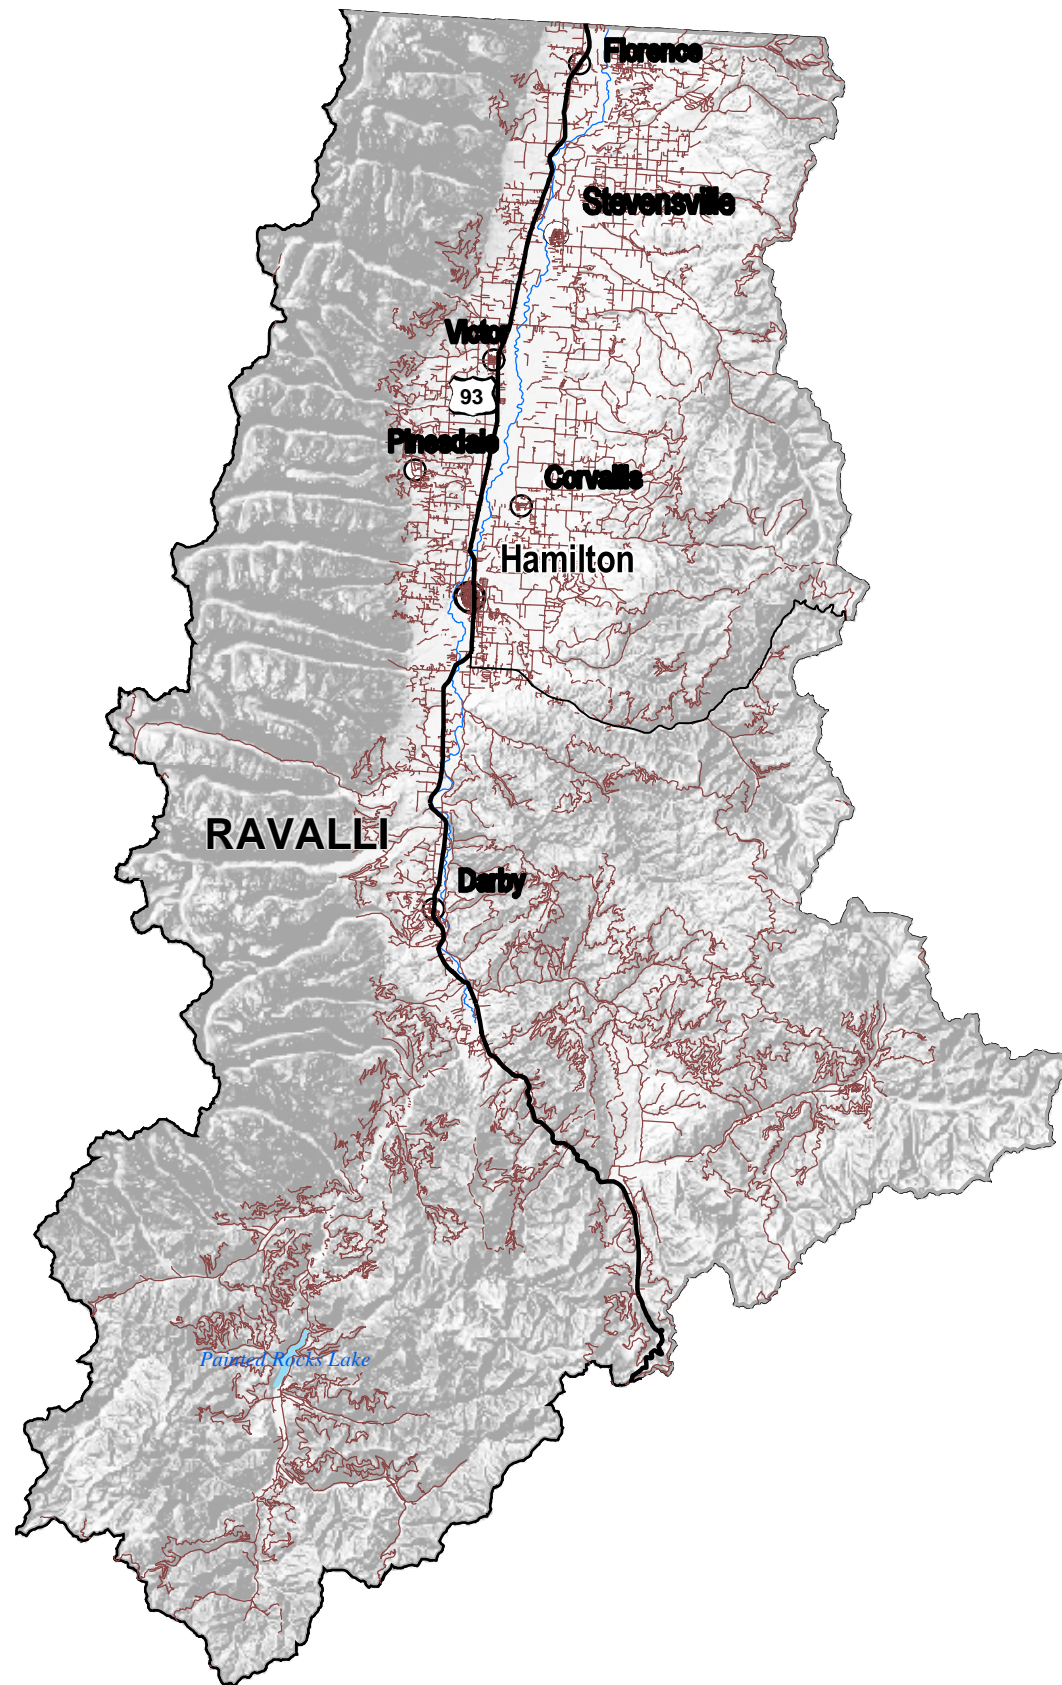 Florence
Stevensville
Victor
93
Pinesdale
Corvallis
Hamilton
RAVALLI
Darby
Painted Rocks Lake